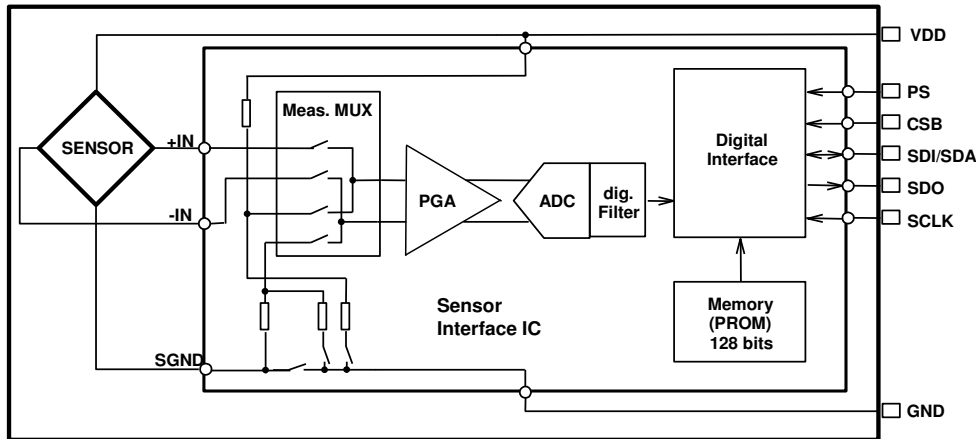 VDD
PS
CSB
SDI/SDA
SDO
SCLK
GND
SENSOR
+IN
-IN
SGND
Meas. MUX
PGA
ADC
dig.
Filter
Digital
Interface
Memory
(PROM)
128 bits
Sensor
Interface IC